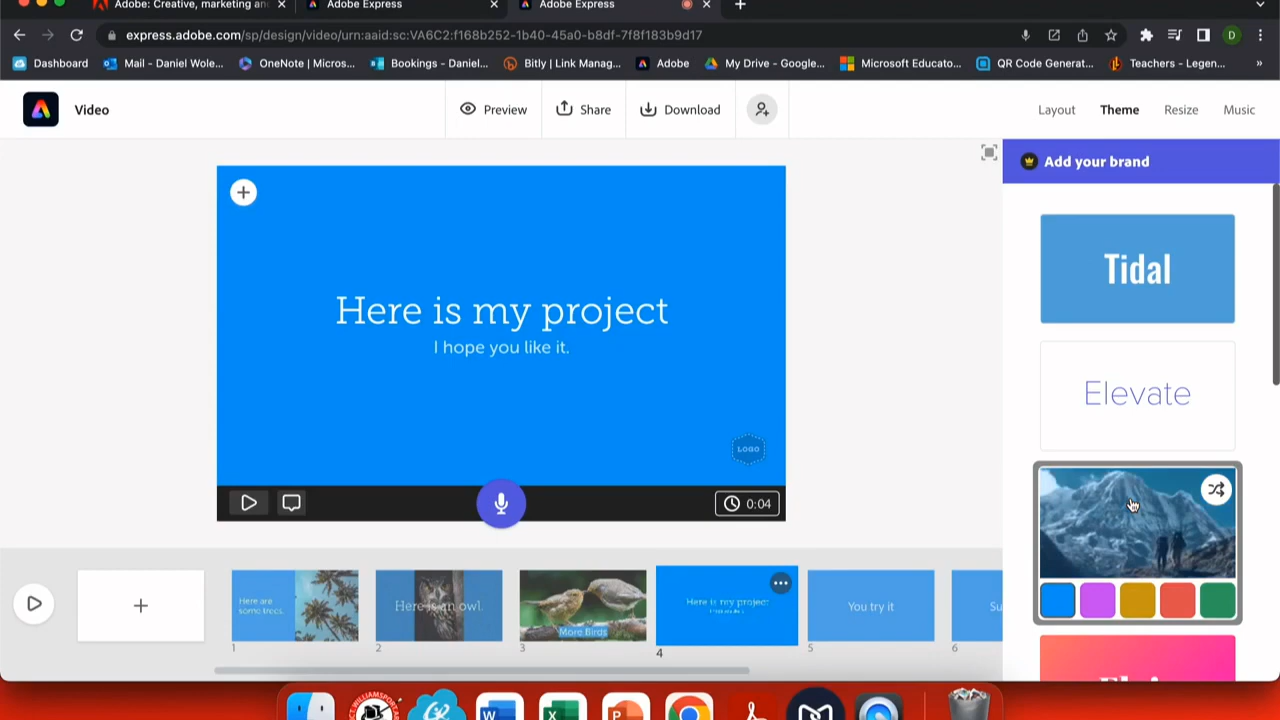 Adobe: Creative, marketing an
Adobe Express
Adobe Express
express.adobe.com/sp/design/video/urn:aaid:sc:VA6C2:f168b252-1b40-45a0-b8df-7f8f183b9d17
D
Dashboard
Mail - Daniel Wole...
OneNote | Micros...
Bookings - Daniel...
Bitly | Link Manag...
Adobe
My Drive - Google...
Microsoft Educato...
QR Code Generat...
Teachers - Legen...
»
Video
Preview
Share
Download
Layout
Theme
Resize
Music
Add your brand
Here is my project
I hope you like it.
LOGO
0:04
Tidal
Elevate
Here are
some trees.
Here is an owl.
More Birds
Here is my project
You try it
Su
1
2
3
4
5
6